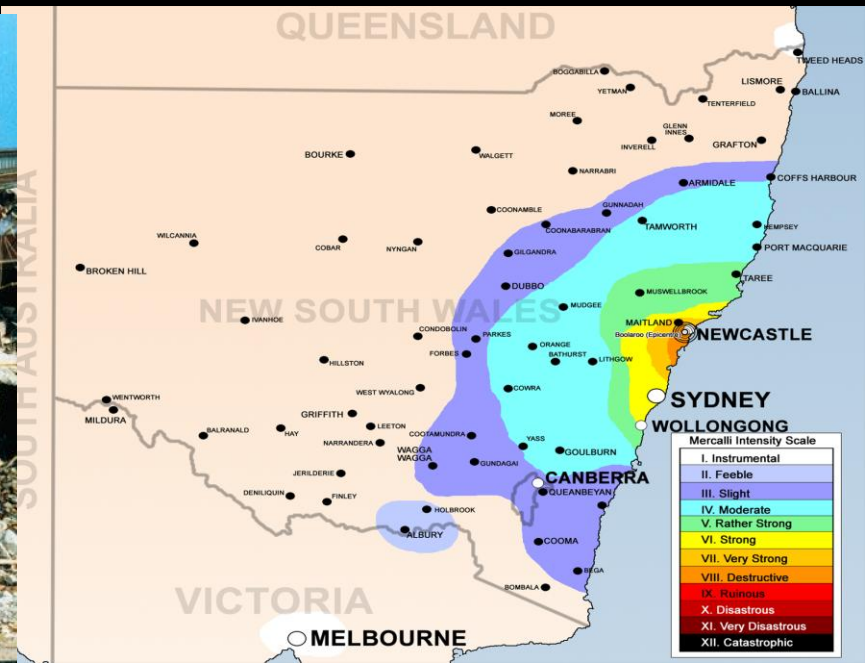 QUEENSLAND
TWEED HEADS
BOGGABILLA
LISMORE
YETMAN
BALLINA
TENTERFIELD
MOREE
GLENN
INNES
INVERELL
GRAFTON
BOURKE
WALGETT
NARRABRI
SOUTH AUSTRALIA
ARMIDALE
COFFS HARBOUR
COONAMBLE
GUNNADAH
COONABARABRAN
TAMWORTH
KEMPSEY
WILCANNIA
COBAR
NYNGAN
GILGANDRA
PORT MACQUARIE
BROKEN HILL
TAREE
DUBBO
MUSWELLBROOK
NEW SOUTH WALES
MUDGEE
IVANHOE
MAITLAND
CONDOBOLIN
PARKES
Boolaroo (Epicentre)
NEWCASTLE
ORANGE
FORBES
BATHURST
LITHGOW
HILLSTON
WEST WYALONG
COWRA
SYDNEY
WENTWORTH
MILDURA
GRIFFITH
LEETON
WOLLONGONG
BALRANALD
HAY
NARRANDERA
COOTAMUNDRA
YASS
GOULBURN
WAGGA
WAGGA
GUNDAGAI
JERILDERIE
CANBERRA
QUEANBEYAN
DENILIQUIN
FINLEY
HOLBROOK
ALBURY
COOMA
BEGA
BOMBALA
VICTORIA
MELBOURNE
Mercalli Intensity Scale
I. Instrumental
II. Feeble
III. Slight
IV. Moderate
V. Rather Strong
VI. Strong
VII. Very Strong
VIII. Destructive
IX. Ruinous
X. Disastrous
XI. Very Disastrous
XII. Catastrophic